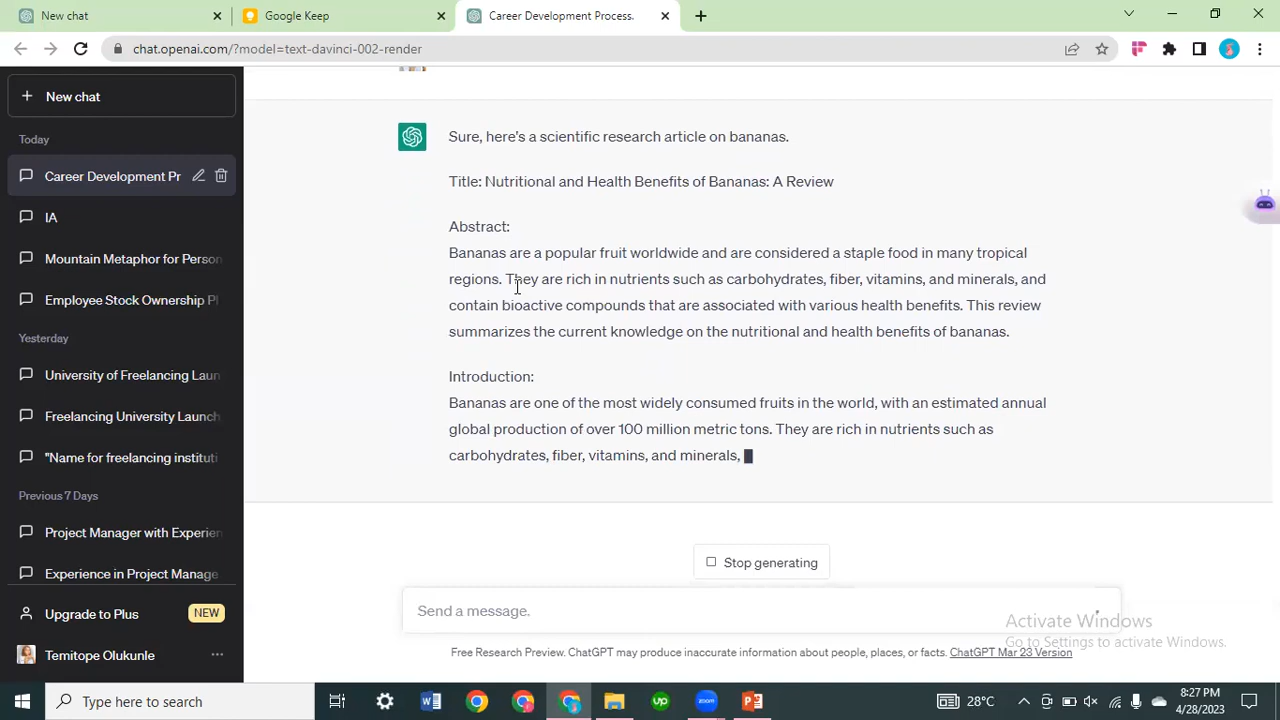 New chat
Google Keep
Career Development Process.
chat.openai.com/?model=text-davinci-002-render
New chat
Today
Career Development Pr
IA
Mountain Metaphor for Person
Employee Stock Ownership Pl
Yesterday
University of Freelancing Laun
Freelancing University Launch
"Name for freelancing instituti
Previous 7 Days
Project Manager with Experien
Experience in Project Manage
Upgrade to Plus
NEW
Temitope Olukunle
Sure, here's a scientific research article on bananas.
Title: Nutritional and Health Benefits of Bananas: A Review
Abstract:
Bananas are a popular fruit worldwide and are considered a staple food in many tropical
regions. They are rich in nutrients such as carbohydrates, fiber, vitamins, and minerals, and
contain bioactive compounds that are associated with various health benefits. This review
summarizes the current knowledge on the nutritional and health benefits of bananas.
Introduction:
Bananas are one of the most widely consumed fruits in the world, with an estimated annual
global production of over 100 million metric tons. They are rich in nutrients such as
carbohydrates, fiber, vitamins, and minerals,
Stop generating
Send a message.
Activate Windows
Go to Settings to activate Windows.
Free Research Preview. ChatGPT may produce inaccurate information about people, places, or facts. ChatGPT Mar 23 Version
Type here to search
up
zoom
28°C
8:27 PM
4/28/2023